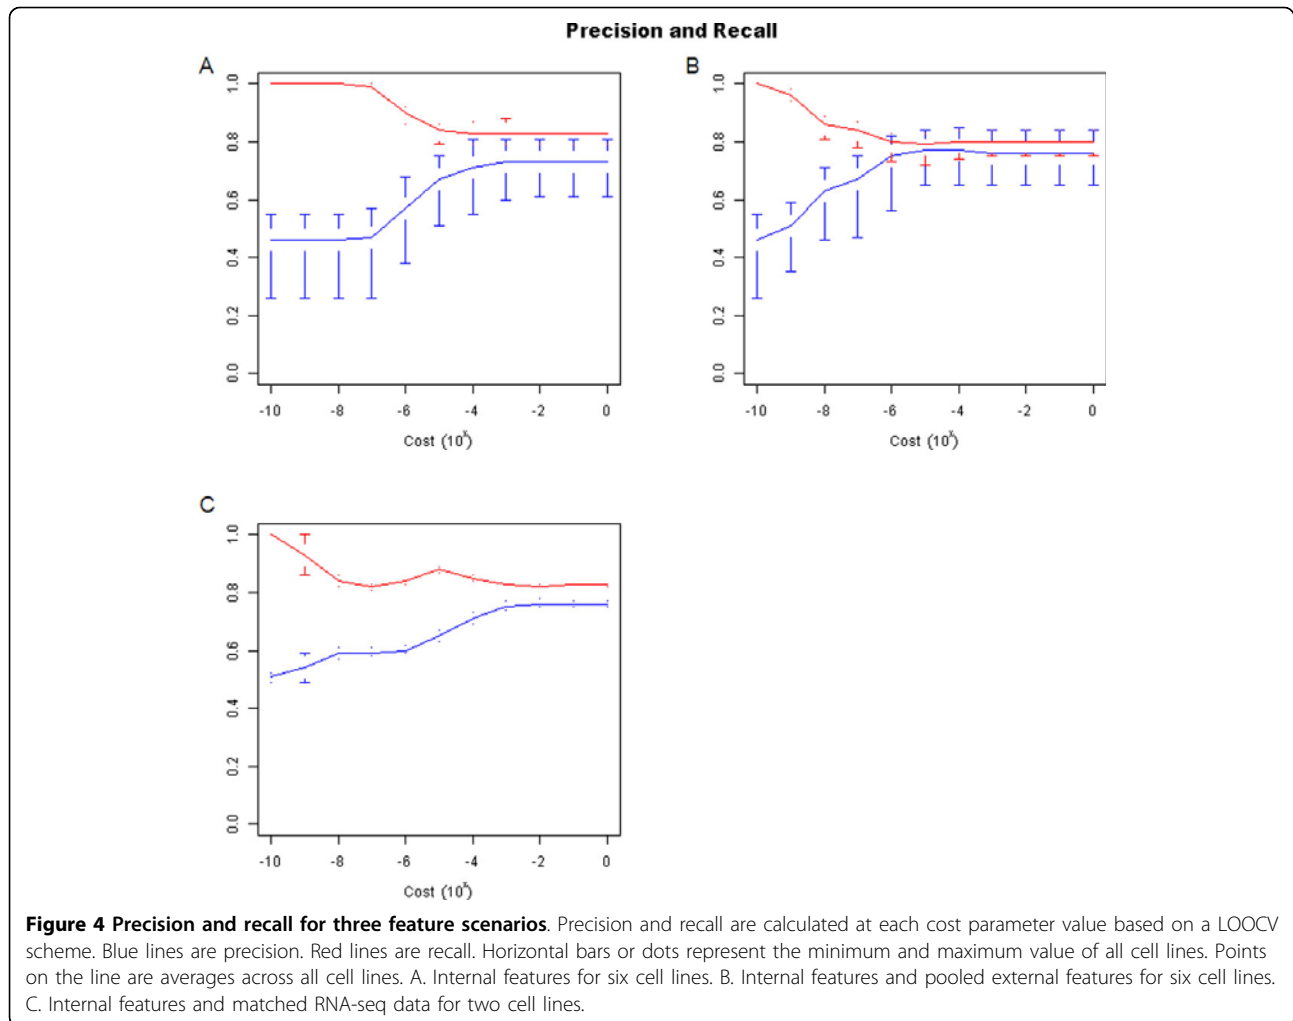 Precision and Recall
A
1.0
0.8
0.6
0.4
0.2
0.0
-10 -8 -6 -4 -2 0
Cost (10^x)
B
1.0
0.8
0.6
0.4
0.2
0.0
-10 -8 -6 -4 -2 0
Cost (10^x)
C
1.0
0.8
0.6
0.4
0.2
0.0
-10 -8 -6 -4 -2 0
Cost (10^x)
Figure 4 Precision and recall for three feature scenarios. Precision and recall are calculated at each cost parameter value based on a LOOCV
scheme. Blue lines are precision. Red lines are recall. Horizontal bars or dots represent the minimum and maximum value of all cell lines. Points
on the line are averages across all cell lines. A. Internal features for six cell lines. B. Internal features and pooled external features for six cell lines.
C. Internal features and matched RNA-seq data for two cell lines.